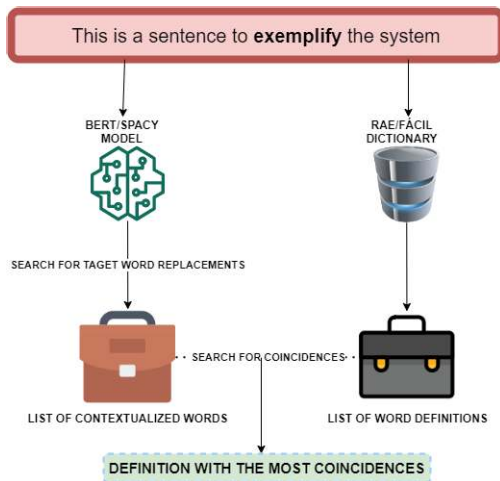 This is a sentence to exemplify the system
BERT/SPACY
MODEL
RAE/FÁCIL
DICTIONARY
SEARCH FOR TAGET WORD REPLACEMENTS
SEARCH FOR COINCIDENCES
LIST OF CONTEXTUALIZED WORDS
LIST OF WORD DEFINITIONS
DEFINITION WITH THE MOST COINCIDENCES